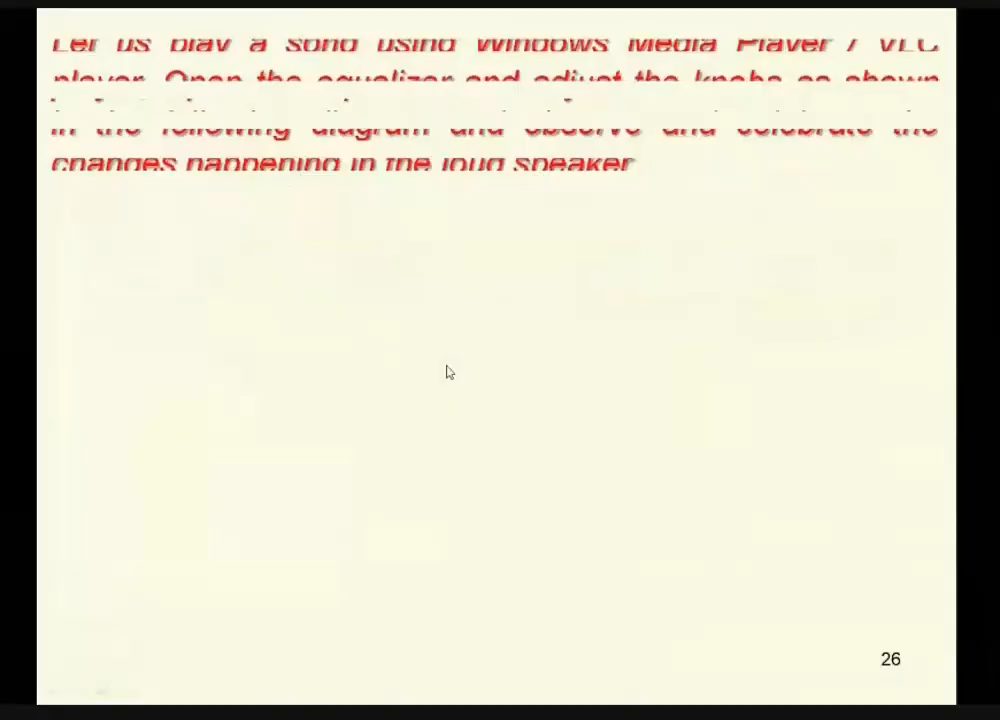 Let us play a song using Windows Media Player / VLC
player. Open the equalizer and adjust the knobs as shown
in the following diagram and observe and celebrate the
changes happening in the loud speaker
26